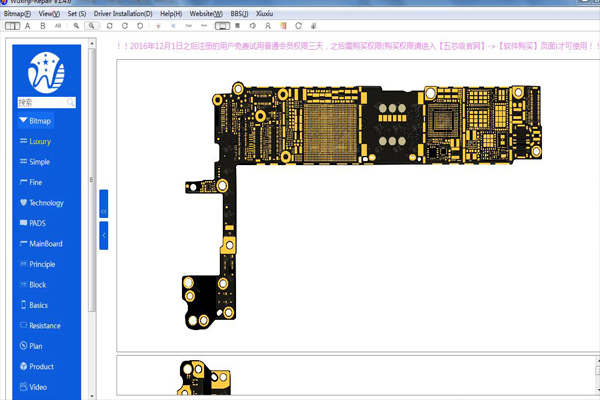 WuXinJi-Repair V1.4.6
Bitmap(F) View(V) Set (S) Driver Installation(D) Help(H) Website(W) BBS(J) Xiuxiu
A B AB
！！2016年12月1日之后注册的用户免费试用普通会员权限三天，之后需购买权限(购买权限请进入【五芯级官网】->【软件购买】页面)才可使用！！
搜索
Bitmap
Luxury
Simple
Fine
Technology
PADS
MainBoard
Principle
Block
Basics
Resistance
Plan
Product
Video